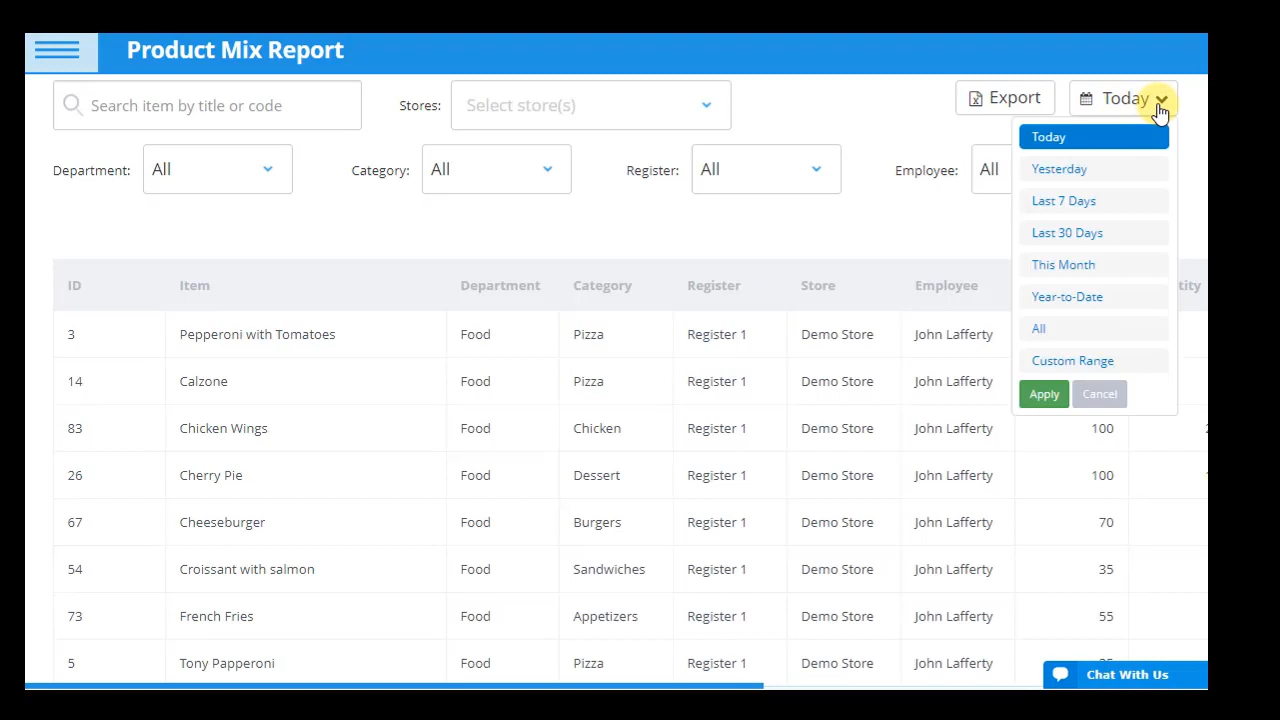 Product Mix Report
Search item by title or code
Stores:
Select store(s)
Export
Today
Department:
All
Category:
All
Register:
All
Employee:
All
Today
Yesterday
Last 7 Days
Last 30 Days
This Month
Year-to-Date
All
Custom Range
Apply Cancel
ID Item Department Category Register Store Employee tity
3 Pepperoni with Tomatoes Food Pizza Register 1 Demo Store John Lafferty
14 Calzone Food Pizza Register 1 Demo Store John Lafferty
83 Chicken Wings Food Chicken Register 1 Demo Store John Lafferty 100
26 Cherry Pie Food Dessert Register 1 Demo Store John Lafferty 100
67 Cheeseburger Food Burgers Register 1 Demo Store John Lafferty 70
54 Croissant with salmon Food Sandwiches Register 1 Demo Store John Lafferty 35
73 French Fries Food Appetizers Register 1 Demo Store John Lafferty 55
5 Tony Papperoni Food Pizza Register 1 Demo Store John Lafferty
Chat With Us